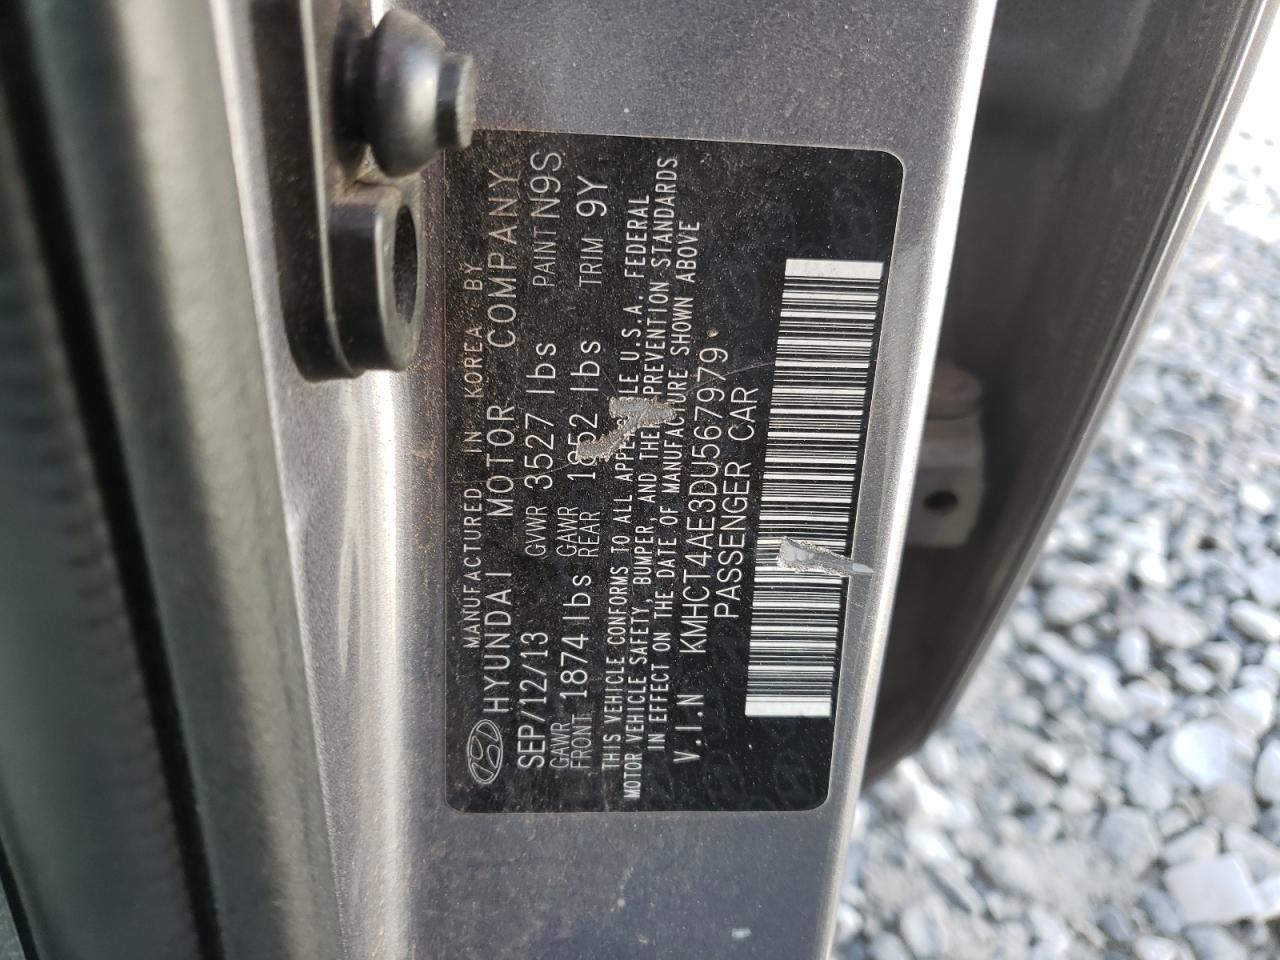 MANUFACTURED IN KOREA BY
HYUNDAI MOTOR COMPANY
SEP/12/13 GVWR 3527 lbs PAINT N9S
GAWR FRONT 1874 lbs GAWR REAR lbs TRIM 9Y
THIS VEHICLE CONFORMS TO ALL U.S.A. FEDERAL
MOTOR VEHICLE SAFETY, BUMPER, AND THE PREVENTION STANDARDS
IN EFFECT ON THE DATE OF MANUFACTURE SHOWN ABOVE
V.I.N KMHCT4AE3DU567979
PASSENGER CAR